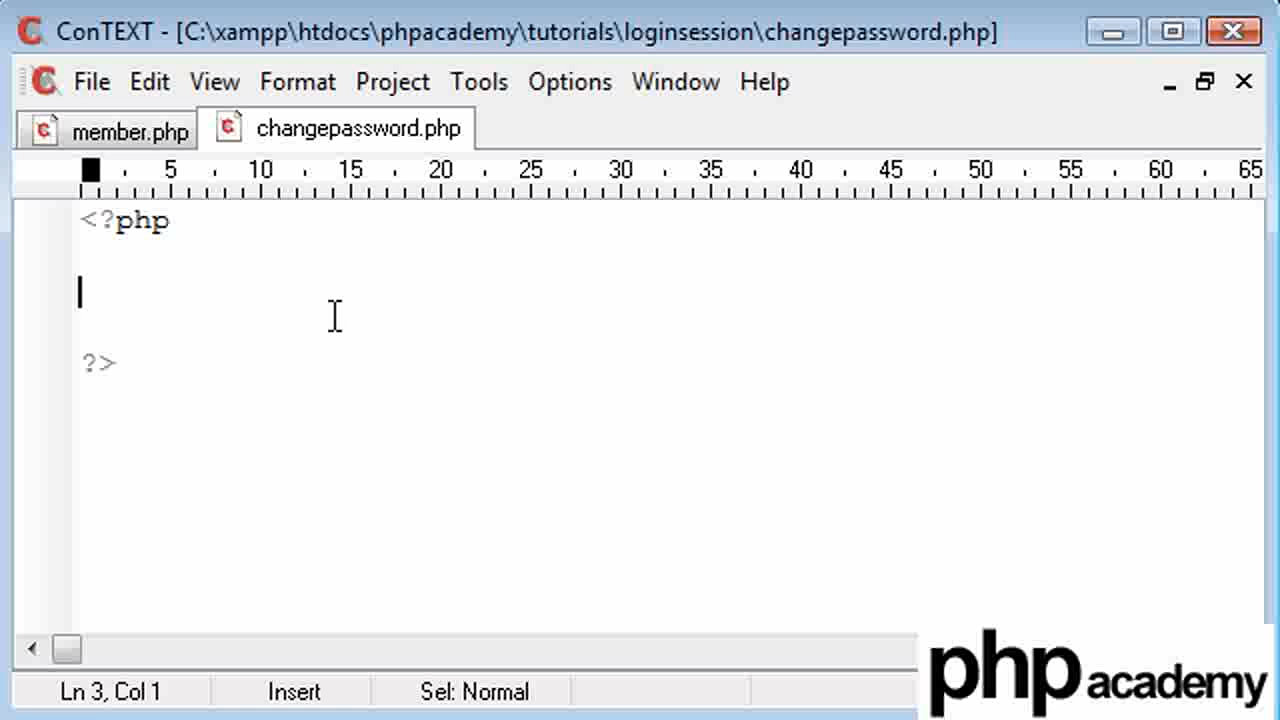 ConTEXT - [C:\xampp\htdocs\phpacademy\tutorials\loginsession\changepassword.php]
File Edit View Format Project Tools Options Window Help
member.php changepassword.php
5 10 15 20 25 30 35 40 45 50 55 60 65
<?php
?>
Ln 3, Col 1 Insert Sel: Normal
php academy